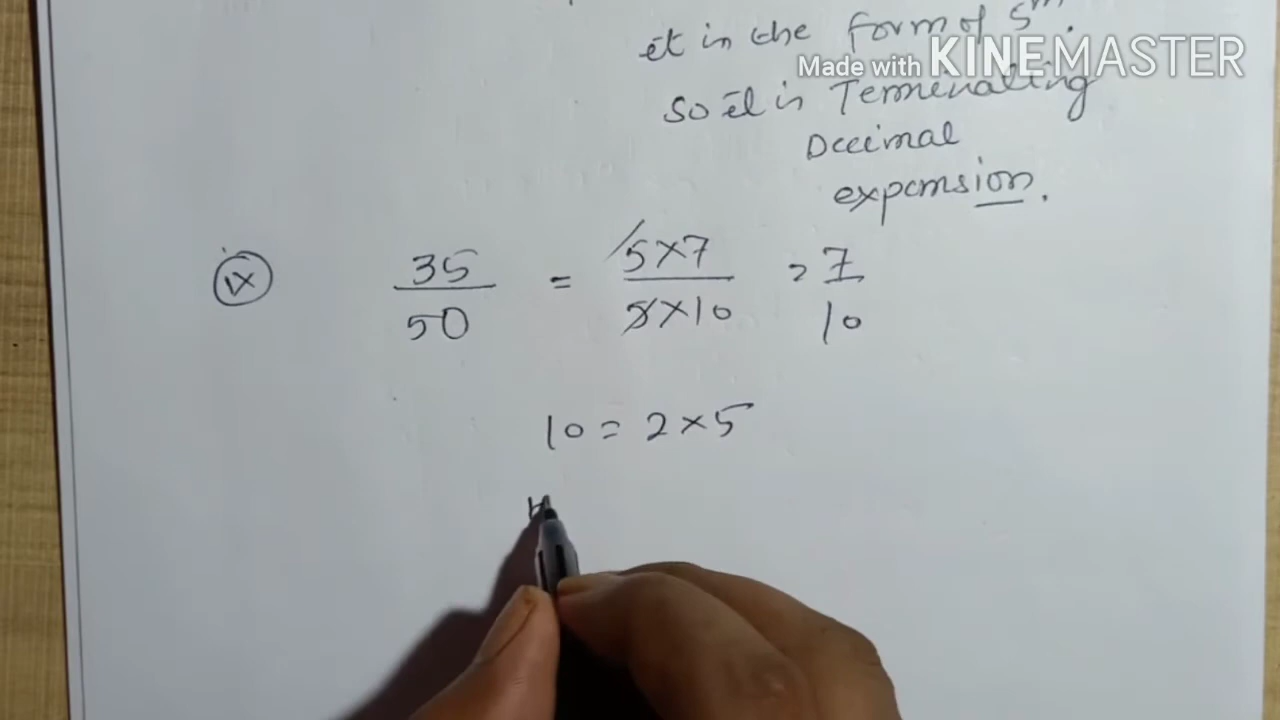 it in the form of 5^m.
Made with KINEMASTER
So it is Terminating
Decimal
expansion.
ix 35/50 = 5×7/5×10 = 7/10
10 = 2×5